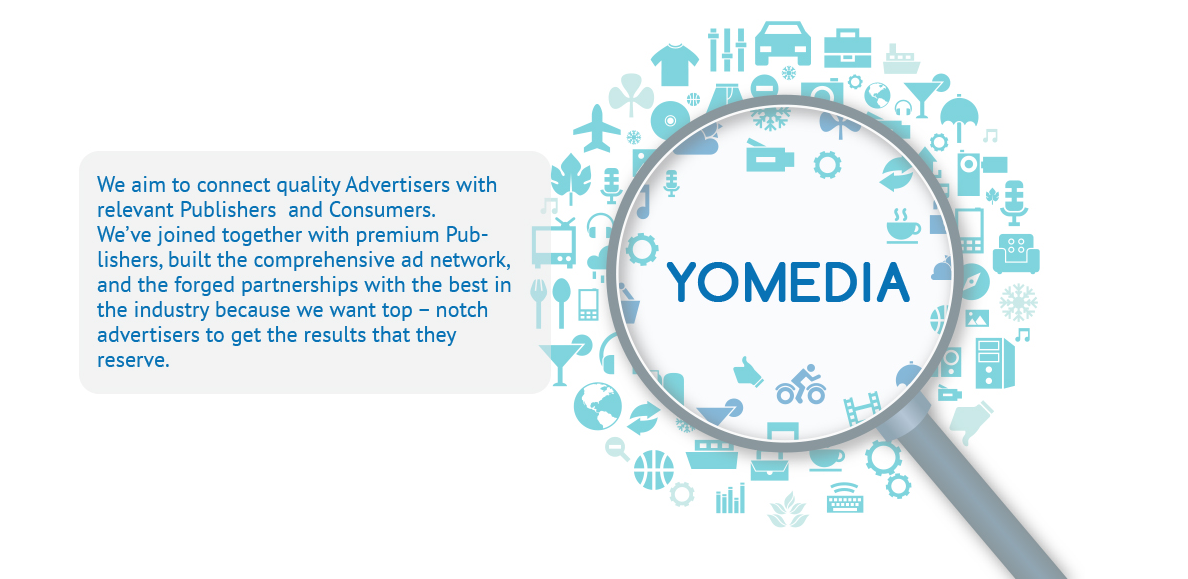 We aim to connect quality Advertisers with
relevant Publishers  and Consumers.
We’ve joined together with premium Pub-
lishers, built the comprehensive ad network,
and the forged partnerships with the best in
the industry because we want top – notch
advertisers to get the results that they
reserve.
YOMEDIA